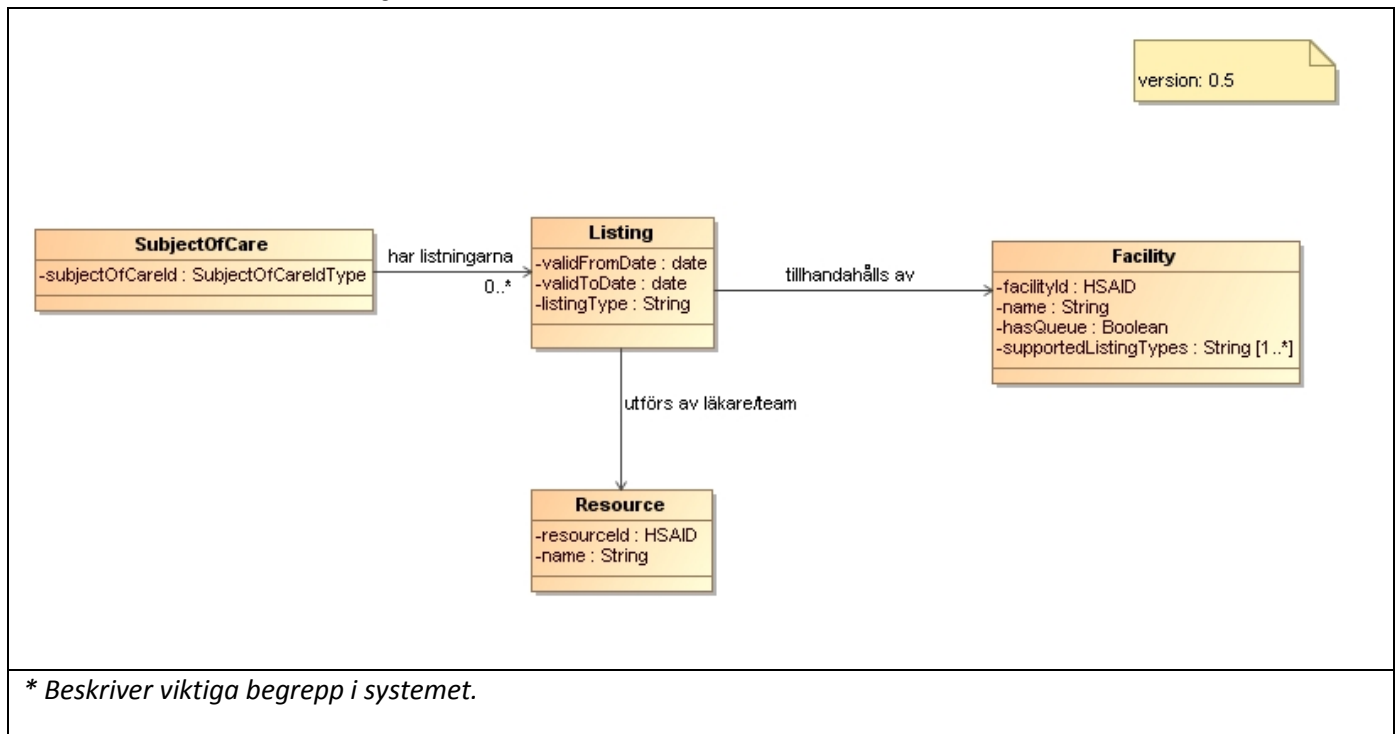 version: 0.5
SubjectOfCare
-subjectOfCareId : SubjectOfCareIdType
har listningarna
0..*
Listing
-validFromDate : date
-validToDate : date
-listingType : String
tillhandahålls av
Facility
-facilityId : HSAID
-name : String
-hasQueue : Boolean
-supportedListingTypes : String [1..*]
utförs av läkare/team
Resource
-resourceId : HSAID
-name : String
* Beskriver viktiga begrepp i systemet.